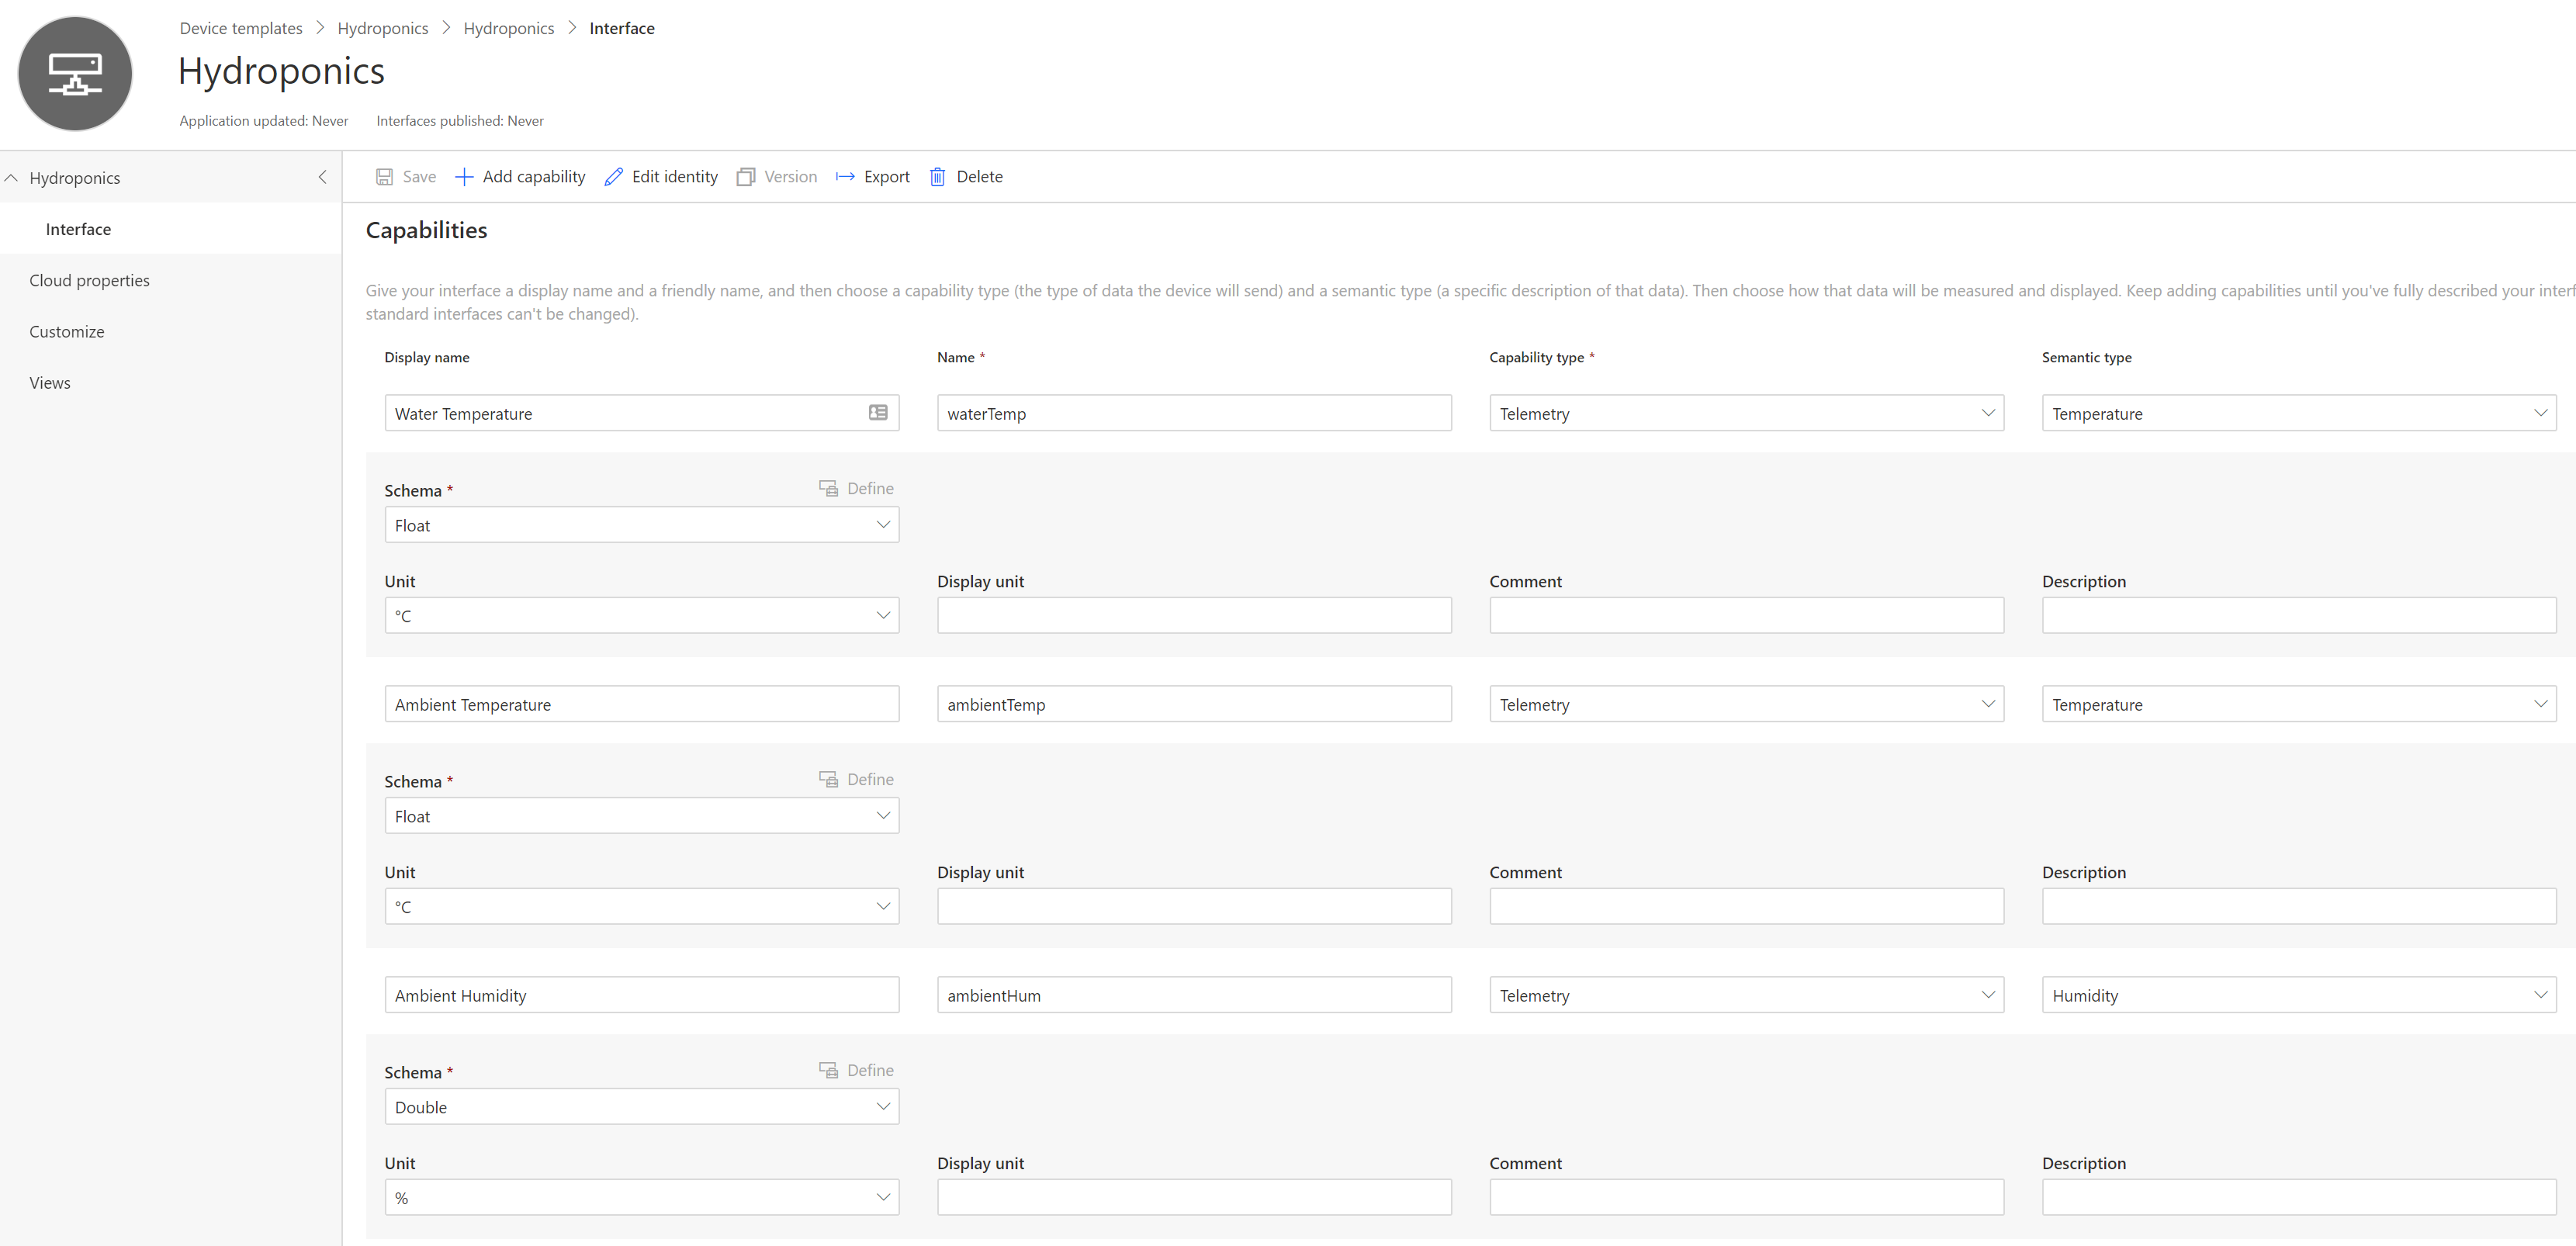 Device templates > Hydroponics > Hydroponics > Interface
Hydroponics
Application updated: Never Interfaces published: Never
Hydroponics
Interface
Cloud properties
Customize
Views
Save Add capability Edit identity Version Export Delete
Capabilities
Give your interface a display name and a friendly name, and then choose a capability type (the type of data the device will send) and a semantic type (a specific description of that data). Then choose how that data will be measured and displayed. Keep adding capabilities until you've fully described your interf
standard interfaces can't be changed).
Display name Name * Capability type * Semantic type
Water Temperature waterTemp Telemetry Temperature
Schema * Define
Float
Unit Display unit Comment Description
°C
Ambient Temperature ambientTemp Telemetry Temperature
Schema * Define
Float
Unit Display unit Comment Description
°C
Ambient Humidity ambientHum Telemetry Humidity
Schema * Define
Double
Unit Display unit Comment Description
%